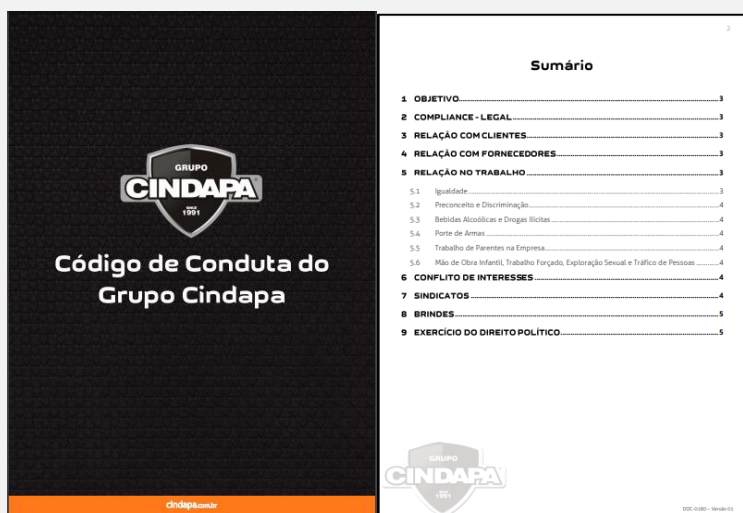 GRUPO
CINDAPA
SINCE
1991
Código de Conduta do
Grupo Cindapa
cindapa.com.br
2
Sumário
1 OBJETIVO 3
2 COMPLIANCE - LEGAL 3
3 RELAÇÃO COM CLIENTES 3
4 RELAÇÃO COM FORNECEDORES 3
5 RELAÇÃO NO TRABALHO 3
5.1 Igualdade 3
5.2 Preconceito e Discriminação 4
5.3 Bebidas Alcoólicas e Drogas Ilícitas 4
5.4 Porte de Armas 4
5.5 Trabalho de Parentes na Empresa 4
5.6 Mão de Obra Infantil, Trabalho Forçado, Exploração Sexual e Tráfico de Pessoas 4
6 CONFLITO DE INTERESSES 4
7 SINDICATOS 4
8 BRINDES 5
9 EXERCÍCIO DO DIREITO POLÍTICO 5
GRUPO
CINDAPA
SINCE
1991
DOC-0180 – Versão 01